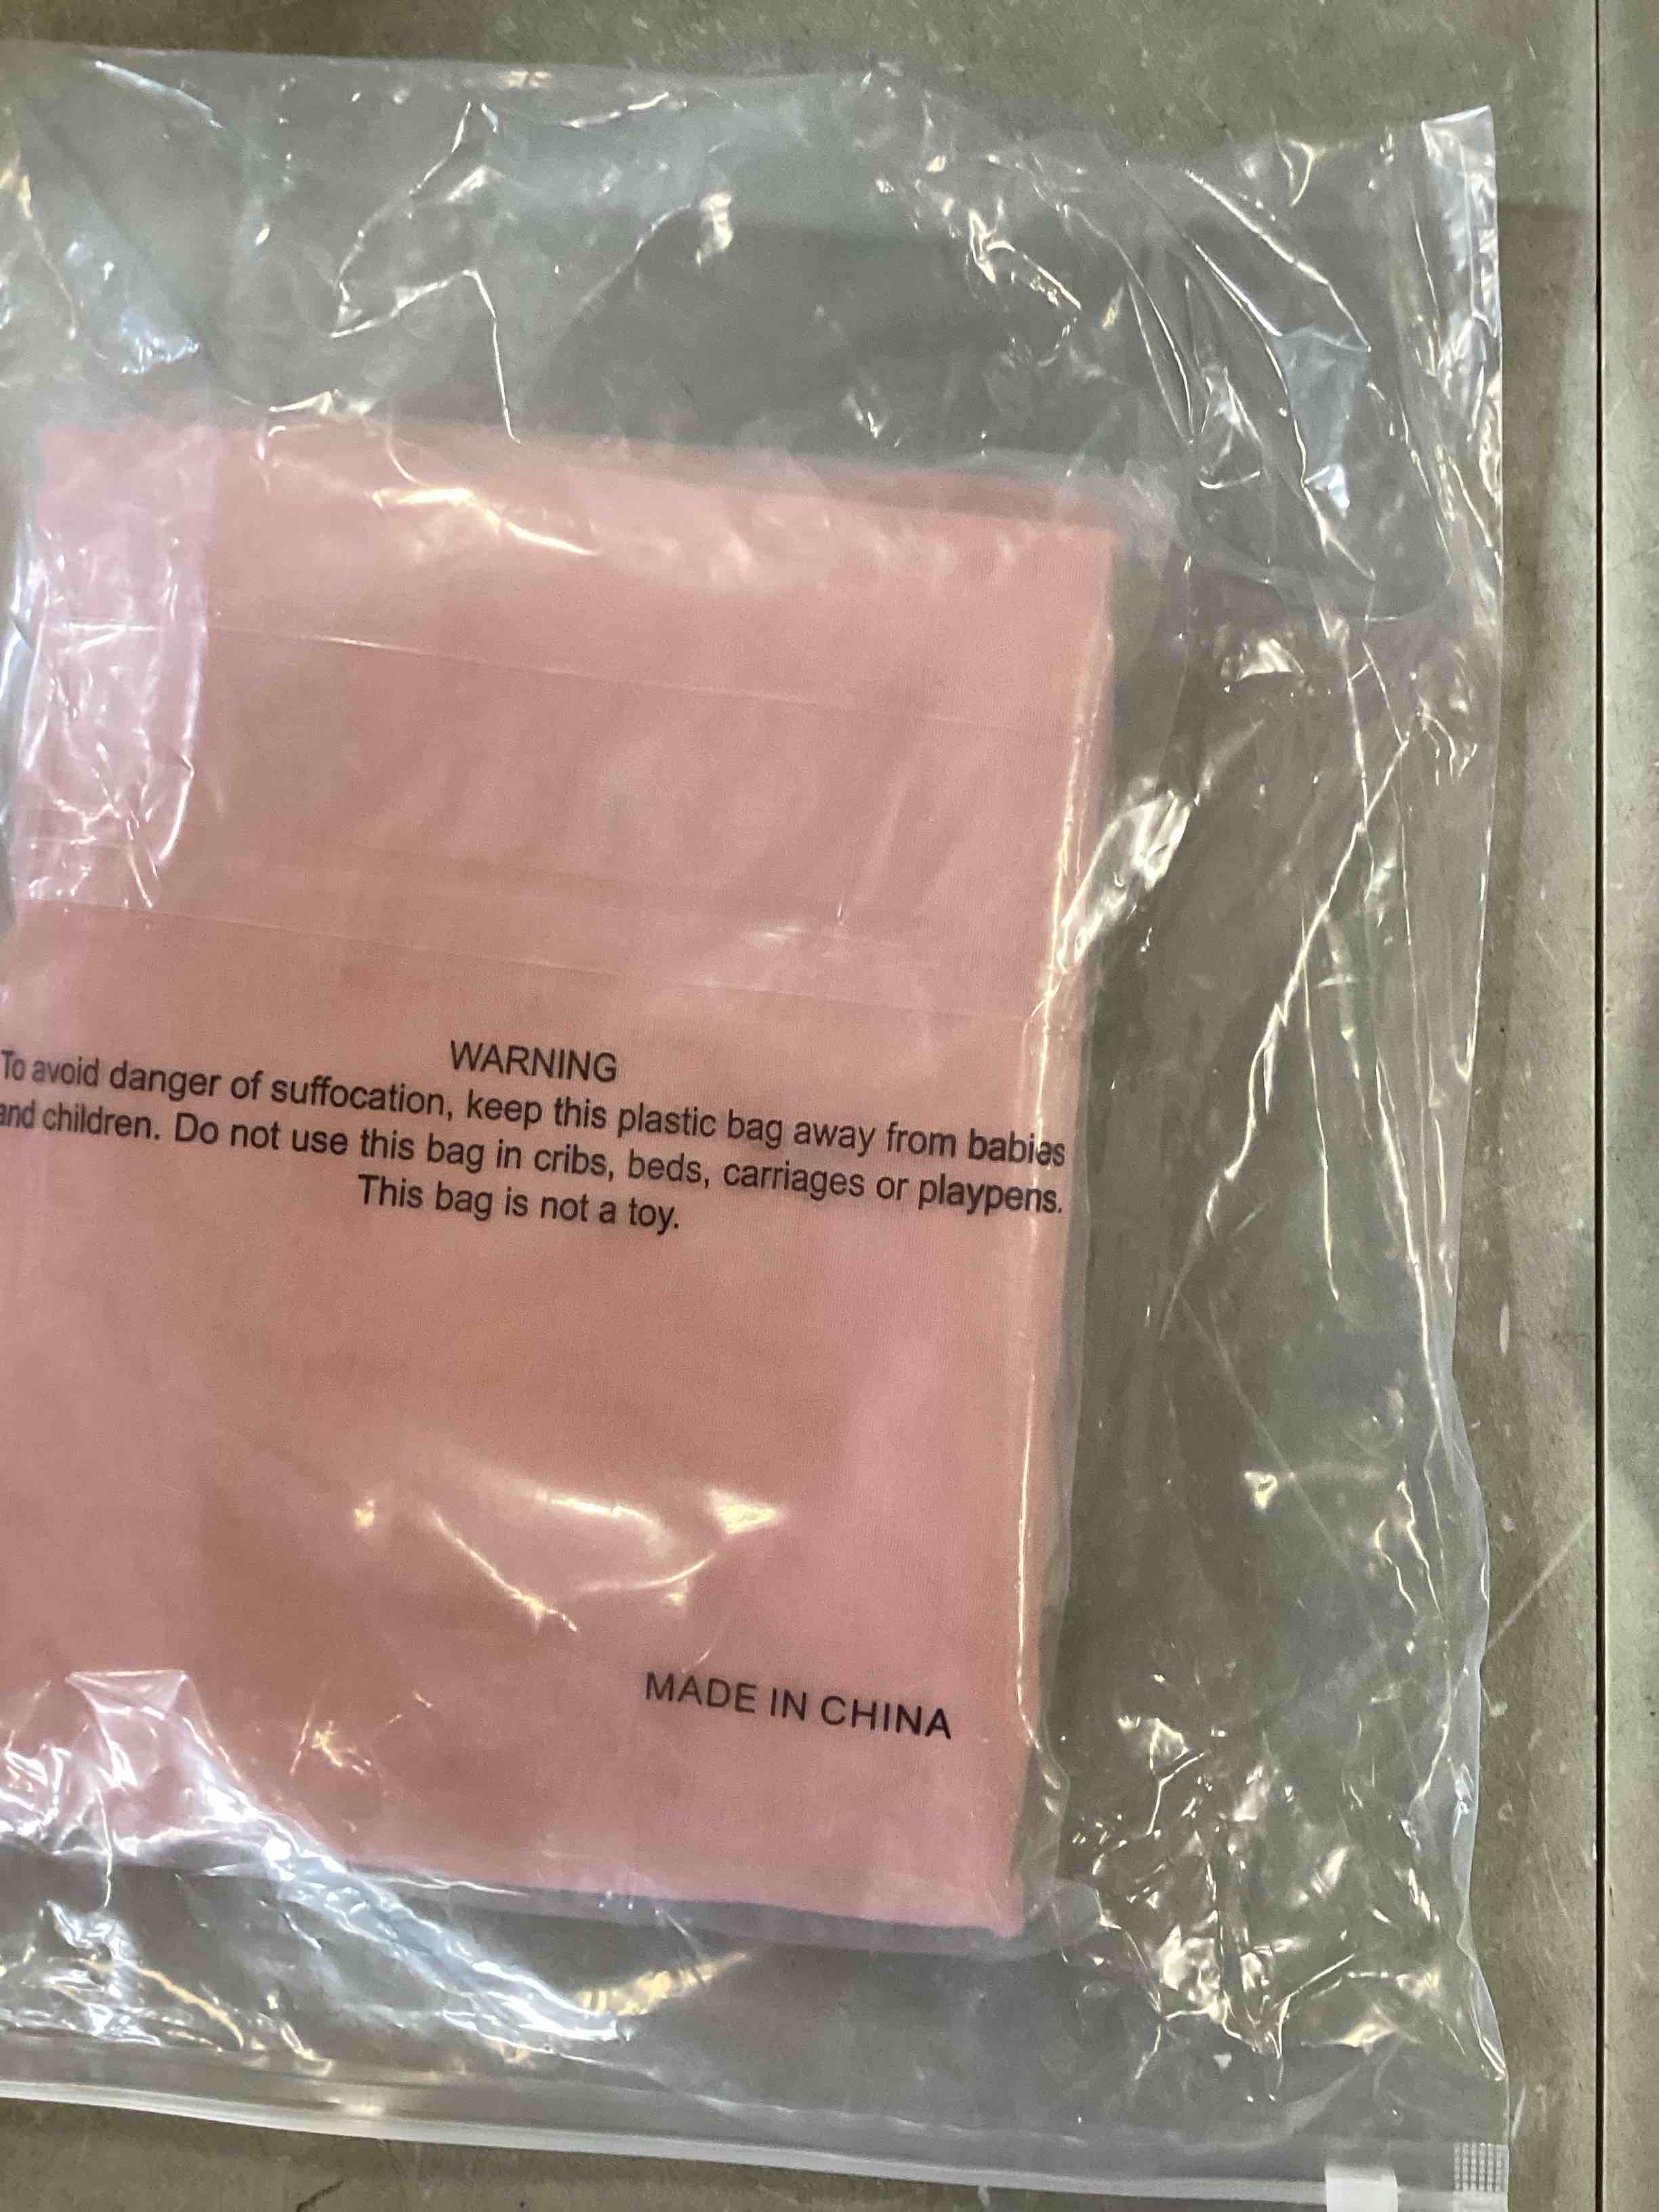 WARNING
To avoid danger of suffocation, keep this plastic bag away from babies
and children. Do not use this bag in cribs, beds, carriages or playpens.
This bag is not a toy.
MADE IN CHINA